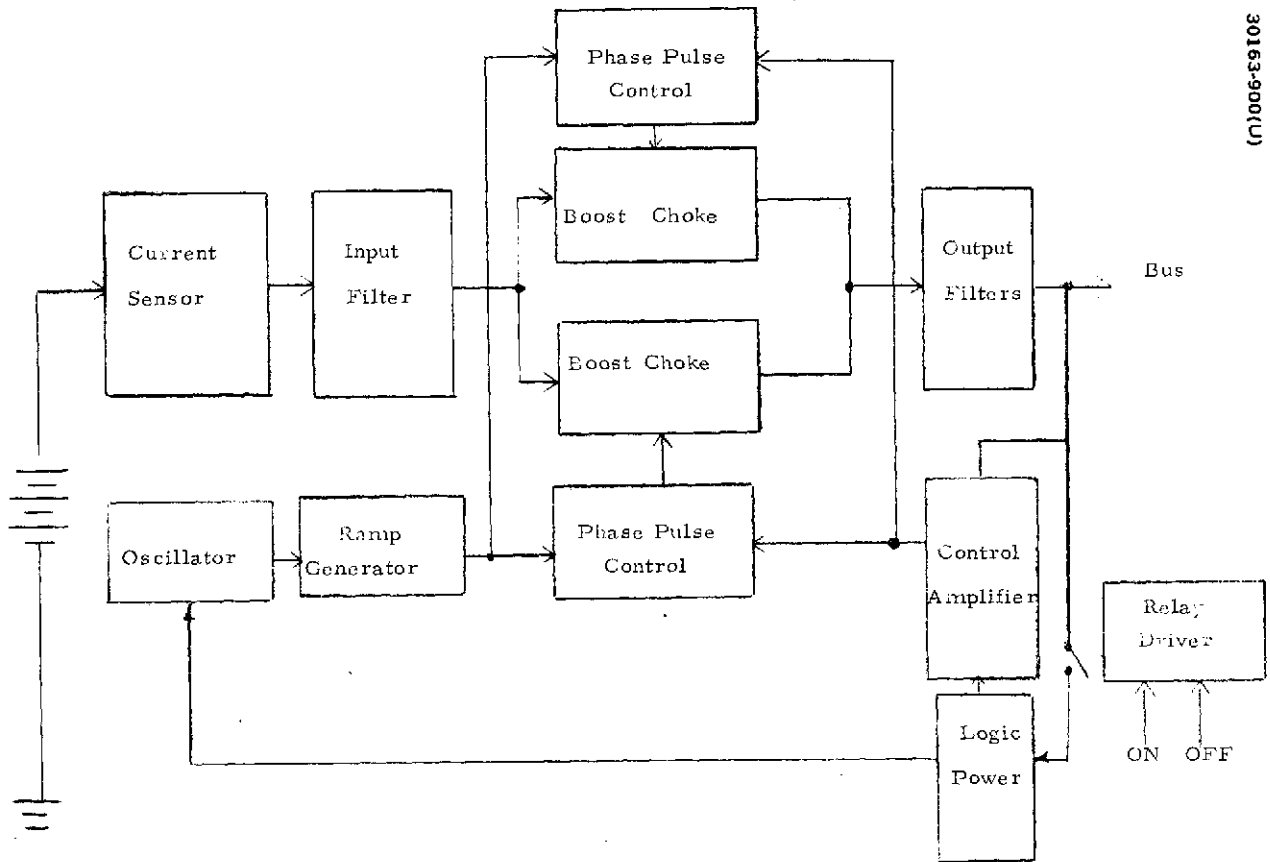 30163-900(U)
Phase Pulse
Control
Boost Choke
Current
Sensor
Input
Filter
Output
Filters
Bus
Boost Choke
Oscillator
Ramp
Generator
Phase Pulse
Control
Control
Amplifier
Relay
Driver
Logic
Power
ON OFF